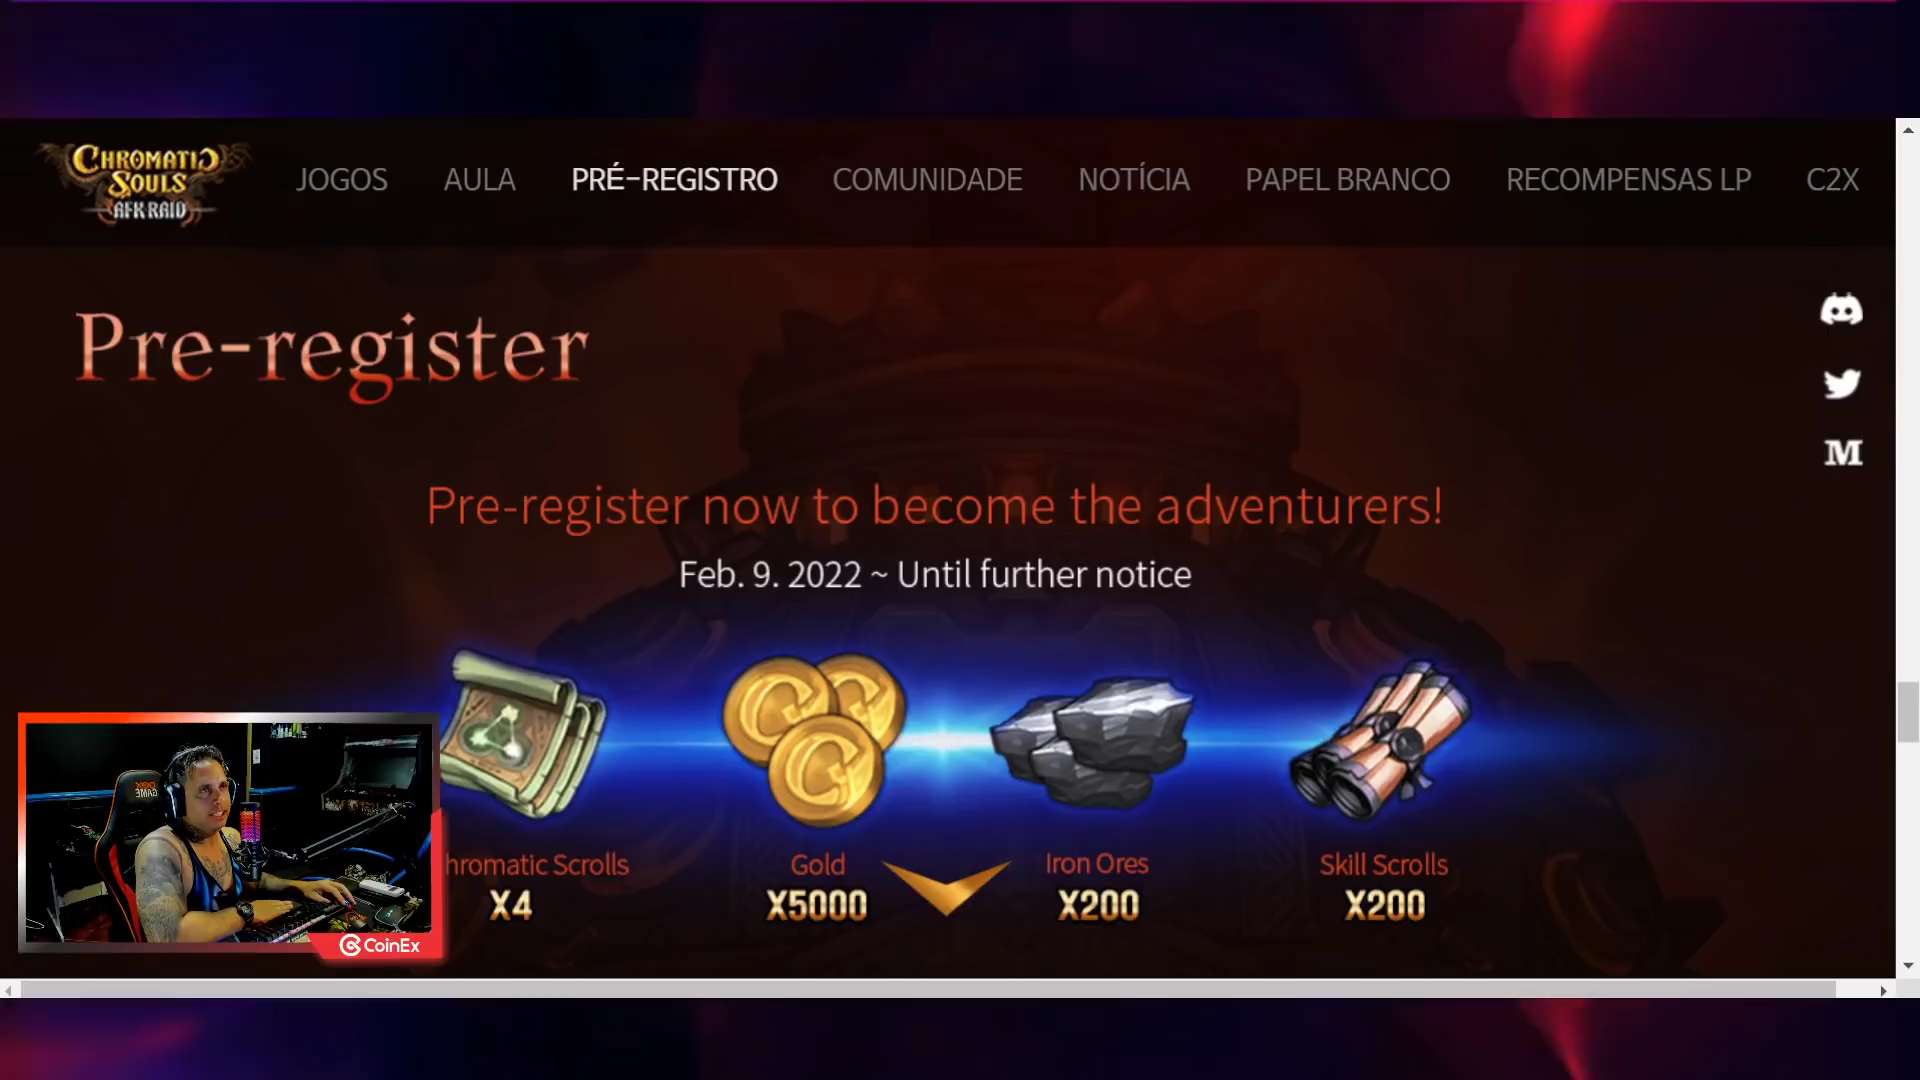 CHROMATIC
SOULS
AFK RAID
JOGOS
AULA
PRÉ-REGISTRO
COMUNIDADE
NOTÍCIA
PAPEL BRANCO
RECOMPENSAS LP
C2X
Pre-register
M
Pre-register now to become the adventurers!
Feb. 9. 2022 ~ Until further notice
hromatic Scrolls
X4
Gold
X5000
Iron Ores
X200
Skill Scrolls
X200
CoinEx